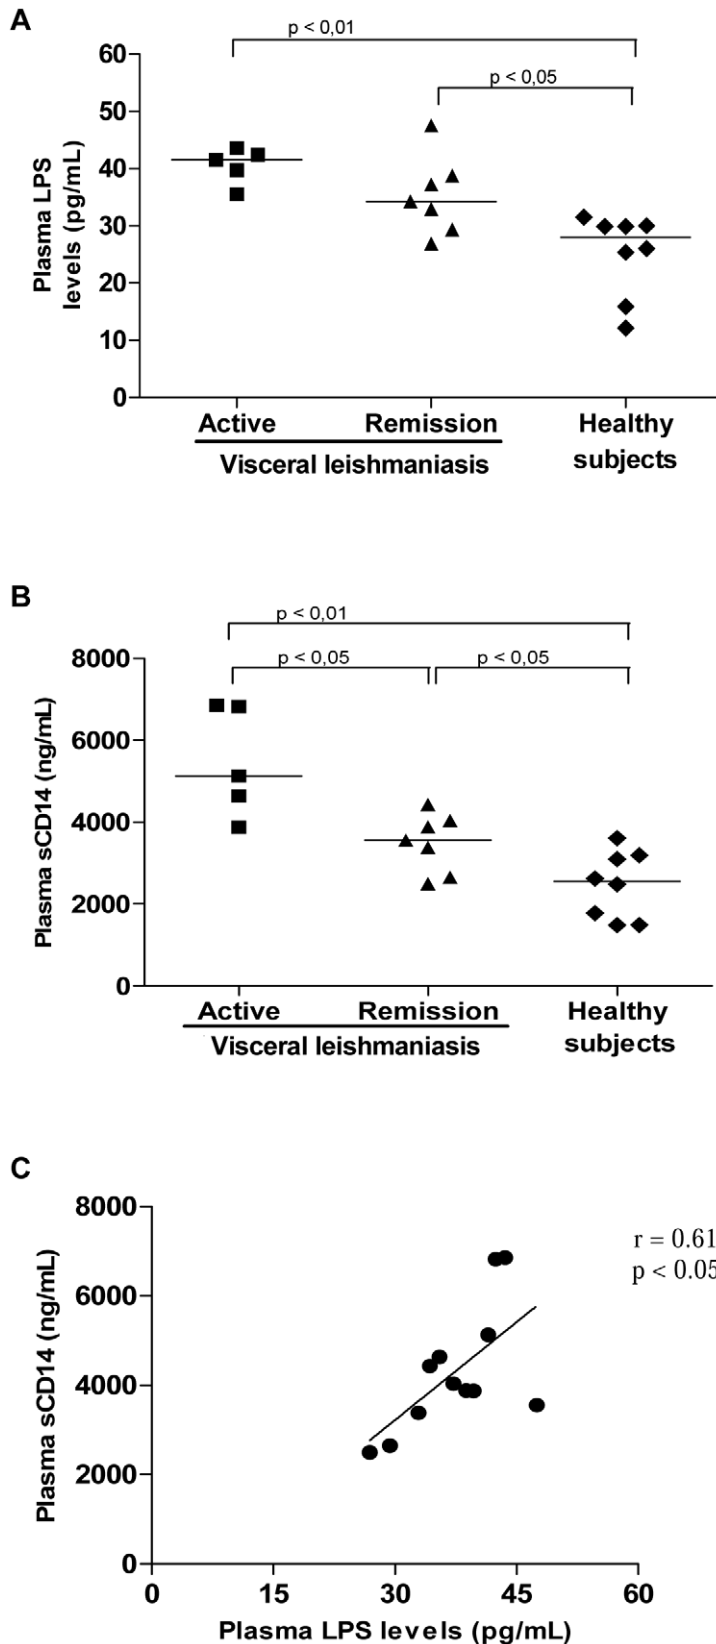 A
p < 0,01
p < 0,05
60
50
40
30
20
10
0
Plasma LPS
levels (pg/mL)
Active
Remission
Healthy
subjects
Visceral leishmaniasis
B
p < 0,01
p < 0,05
p < 0,05
8000
6000
4000
2000
0
Plasma sCD14 (ng/mL)
Active
Remission
Healthy
subjects
Visceral leishmaniasis
C
8000
6000
4000
2000
0
Plasma sCD14 (ng/mL)
r = 0.61
p < 0.05
0 15 30 45 60
Plasma LPS levels (pg/mL)